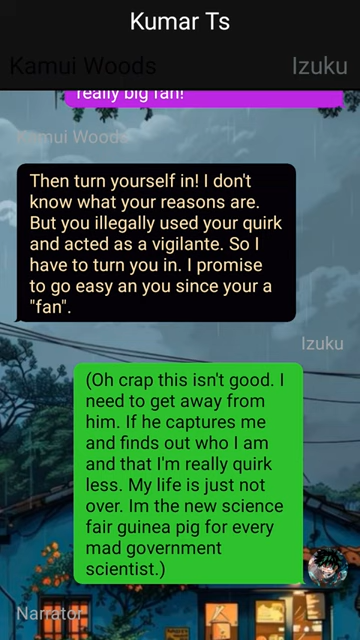 Kumar Ts
Kamui Woods
Izuku
really big fan!
Kamui Woods
Then turn yourself in! I don't
know what your reasons are.
But you illegally used your quirk
and acted as a vigilante. So I
have to turn you in. I promise
to go easy an you since your a
"fan".
Izuku
(Oh crap this isn't good. I
need to get away from
him. If he captures me
and finds out who I am
and that I'm really quirk
less. My life is just not
over. Im the new science
fair guinea pig for every
mad government
scientist.)
Narrator